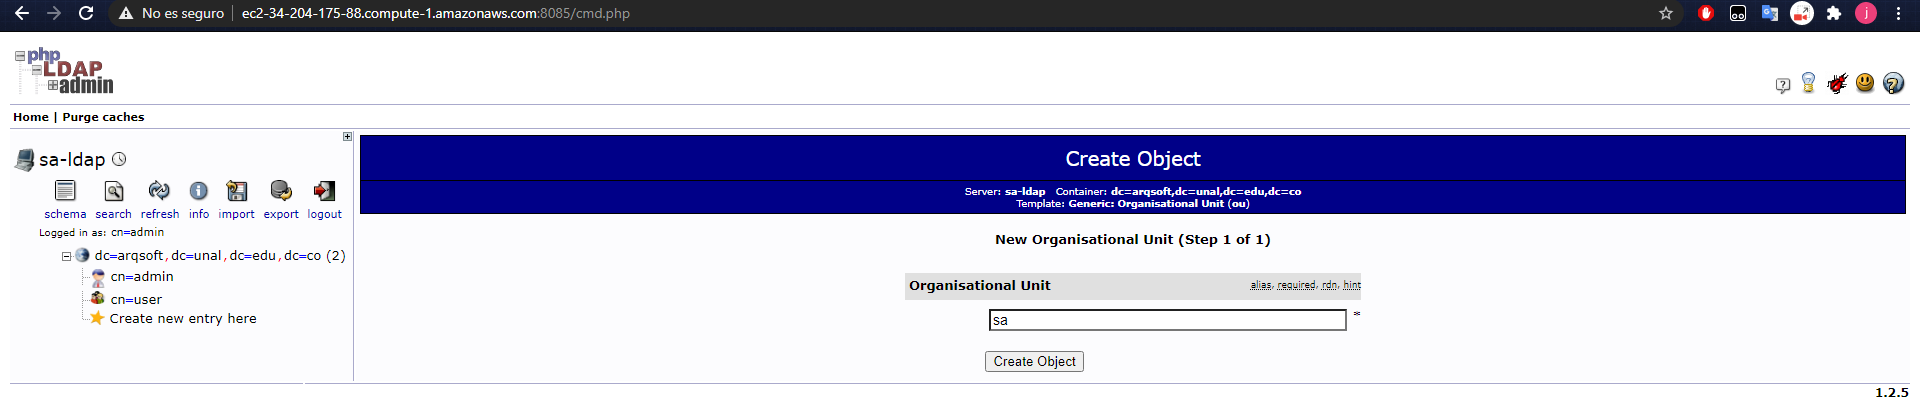 No es seguro ec2-34-204-175-88.compute-1.amazonaws.com:8085/cmd.php j
php
LDAP
admin
Home | Purge caches
sa-ldap
schema search refresh info import export logout
Logged in as: cn=admin
dc=arqsoft,dc=unal,dc=edu,dc=co (2)
cn=admin
cn=user
Create new entry here
Create Object
Server: sa-ldap Container: dc=arqsoft,dc=unal,dc=edu,dc=co
Template: Generic: Organisational Unit (ou)
New Organisational Unit (Step 1 of 1)
Organisational Unit alias, required, rdn, hint
sa *
Create Object
1.2.5